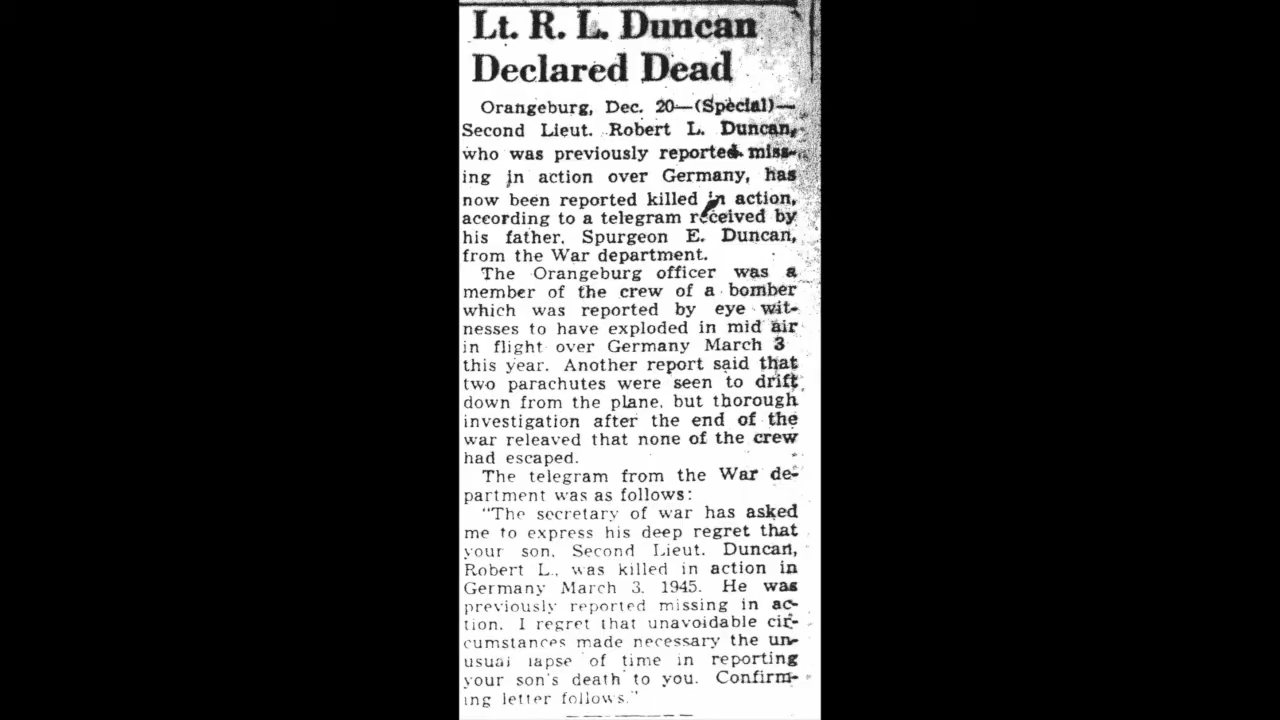 Lt. R. L. Duncan
Declared Dead
Orangeburg, Dec. 20—(Special)—
Second Lieut. Robert L. Duncan,
who was previously reported miss-
ing in action over Germany, has
now been reported killed in action,
according to a telegram received by
his father, Spurgeon E. Duncan,
from the War department.
The Orangeburg officer was a
member of the crew of a bomber
which was reported by eye wit-
nesses to have exploded in mid air
in flight over Germany March 3
this year. Another report said that
two parachutes were seen to drift
down from the plane, but thorough
investigation after the end of the
war releaved that none of the crew
had escaped.
The telegram from the War de-
partment was as follows:
"The secretary of war has asked
me to express his deep regret that
your son, Second Lieut. Duncan,
Robert L., was killed in action in
Germany March 3, 1945. He was
previously reported missing in ac-
tion. I regret that unavoidable cir-
cumstances made necessary the un-
usual lapse of time in reporting
your son's death to you. Confirm-
ing letter follows."